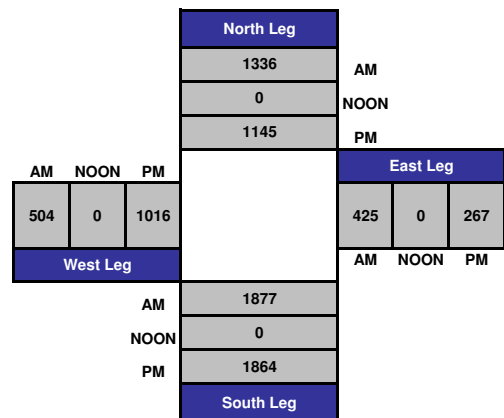 North Leg
1336 AM
0 NOON
1145 PM
AM NOON PM
East Leg
504 0 1016
425 0 267
West Leg
AM NOON PM
AM 1877
NOON 0
PM 1864
South Leg